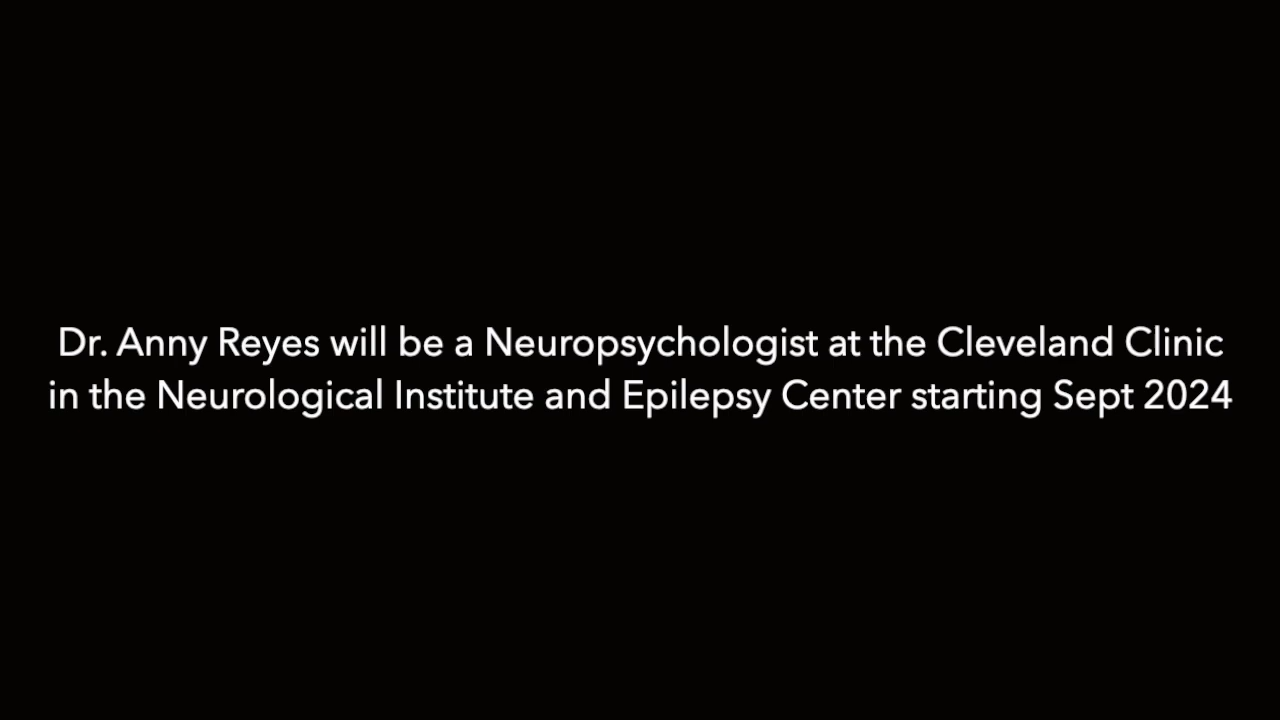 Dr. Anny Reyes will be a Neuropsychologist at the Cleveland Clinic
in the Neurological Institute and Epilepsy Center starting Sept 2024